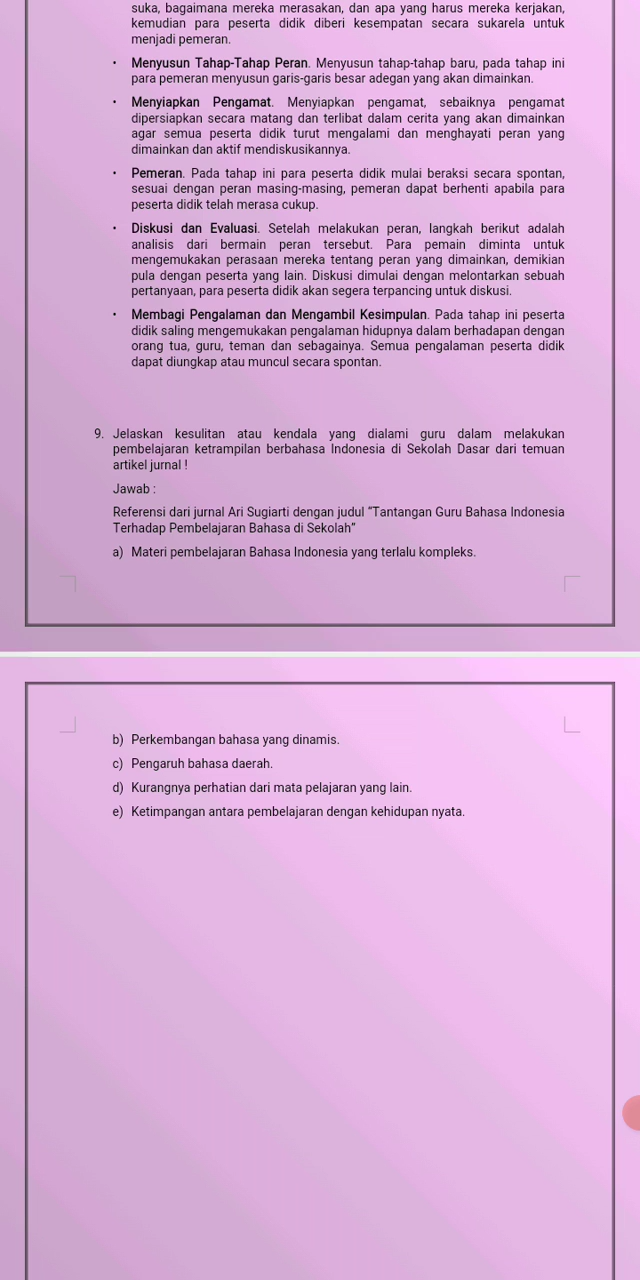 suka, bagaimana mereka merasakan, dan apa yang harus mereka kerjakan,
kemudian para peserta didik diberi kesempatan secara sukarela untuk
menjadi pemeran.
• Menyusun Tahap-Tahap Peran. Menyusun tahap-tahap baru, pada tahap ini
para pemeran menyusun garis-garis besar adegan yang akan dimainkan.
• Menyiapkan Pengamat. Menyiapkan pengamat, sebaiknya pengamat
dipersiapkan secara matang dan terlibat dalam cerita yang akan dimainkan
agar semua peserta didik turut mengalami dan menghayati peran yang
dimainkan dan aktif mendiskusikannya.
• Pemeran. Pada tahap ini para peserta didik mulai beraksi secara spontan,
sesuai dengan peran masing-masing, pemeran dapat berhenti apabila para
peserta didik telah merasa cukup.
• Diskusi dan Evaluasi. Setelah melakukan peran, langkah berikut adalah
analisis dari bermain peran tersebut. Para pemain diminta untuk
mengemukakan perasaan mereka tentang peran yang dimainkan, demikian
pula dengan peserta yang lain. Diskusi dimulai dengan melontarkan sebuah
pertanyaan, para peserta didik akan segera terpancing untuk diskusi.
• Membagi Pengalaman dan Mengambil Kesimpulan. Pada tahap ini peserta
didik saling mengemukakan pengalaman hidupnya dalam berhadapan dengan
orang tua, guru, teman dan sebagainya. Semua pengalaman peserta didik
dapat diungkap atau muncul secara spontan.
9. Jelaskan kesulitan atau kendala yang dialami guru dalam melakukan
pembelajaran ketrampilan berbahasa Indonesia di Sekolah Dasar dari temuan
artikel jurnal !
Jawab :
Referensi dari jurnal Ari Sugiarti dengan judul “Tantangan Guru Bahasa Indonesia
Terhadap Pembelajaran Bahasa di Sekolah”
a) Materi pembelajaran Bahasa Indonesia yang terlalu kompleks.
b) Perkembangan bahasa yang dinamis.
c) Pengaruh bahasa daerah.
d) Kurangnya perhatian dari mata pelajaran yang lain.
e) Ketimpangan antara pembelajaran dengan kehidupan nyata.